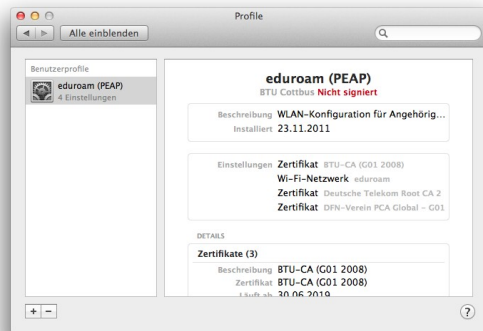 Profile
Alle einblenden
Benutzerprofile
eduroam (PEAP)
4 Einstellungen
eduroam (PEAP)
BTU Cottbus Nicht signiert
Beschreibung WLAN-Konfiguration für Angehörig...
Installiert 23.11.2011
Einstellungen Zertifikat BTU-CA (G01 2008)
Wi-Fi-Netzwerk eduroam
Zertifikat Deutsche Telekom Root CA 2
Zertifikat DFN-Verein PCA Global - G01
DETAILS
Zertifikate (3)
Beschreibung BTU-CA (G01 2008)
Zertifikat BTU-CA (G01 2008)
Läuft ab 30.06.2019
+ − ?